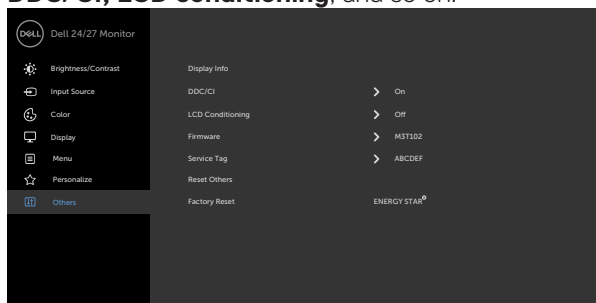 DDC/CI, LCD conditioning, and so on.
DELL Dell 24/27 Monitor
Brightness/Contrast Display Info
Input Source DDC/CI > On
Color LCD Conditioning > Off
Display Firmware > M3T102
Menu Service Tag > ABCDEF
Personalize Reset Others
Others Factory Reset ENERGY STAR®